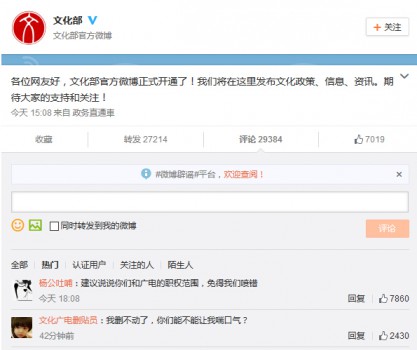 文化部
文化部官方微博
+ 关注
各位网友好，文化部官方微博正式开通了！我们将在这里发布文化政策、信息、资讯。期
待大家的支持和关注！
今天 15:08 来自 政务直通車
收藏 转发 27214 评论 29384 7019
#微博辟谣#平台，欢迎查阅！ ×
同时转发到我的微博 评论
全部 | 热门 | 认证用户 | 关注的人 | 陌生人
杨公吐哺：建议说说你们和广电的职权范围，免得我们喷错
今天 18:08 回复 7860
文化广电删贴员：我删不动了，你们能不能让我喘口气？
42分钟前 回复 2430